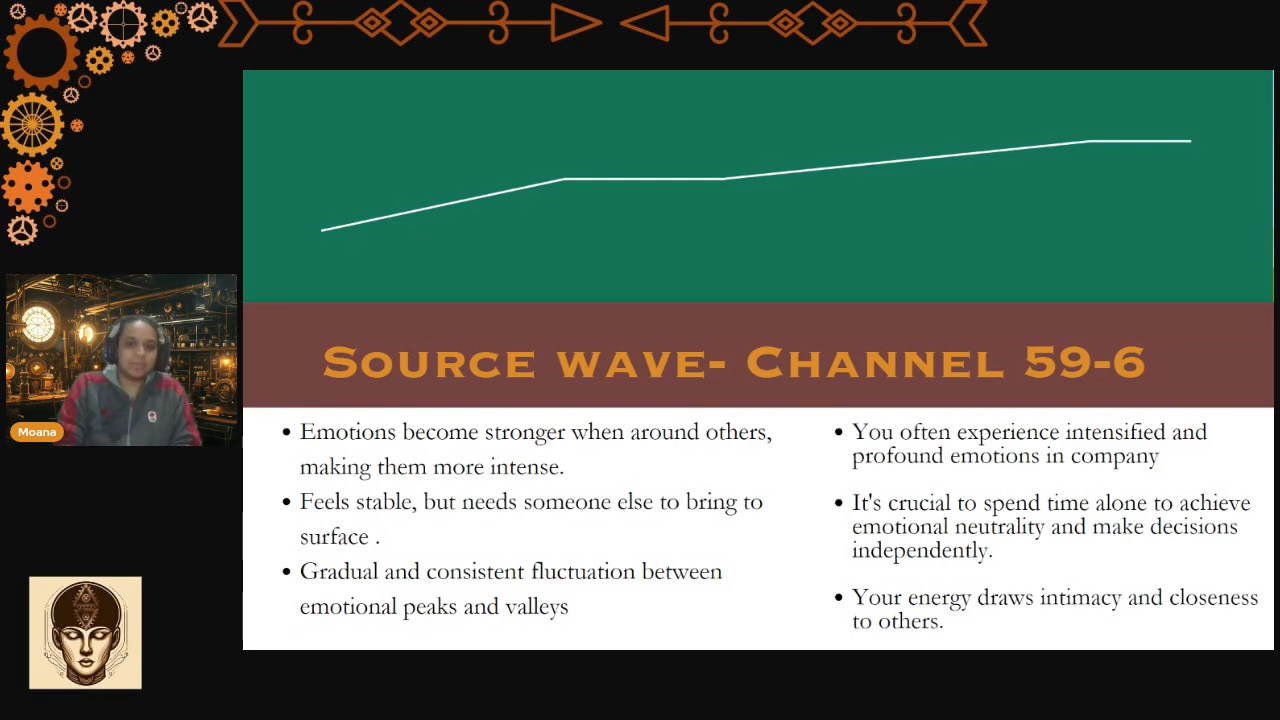 Source wave- Channel 59-6
Moana
• Emotions become stronger when around others,
making them more intense.
• Feels stable, but needs someone else to bring to
surface .
• Gradual and consistent fluctuation between
emotional peaks and valleys
• You often experience intensified and
profound emotions in company
• It's crucial to spend time alone to achieve
emotional neutrality and make decisions
independently.
• Your energy draws intimacy and closeness
to others.